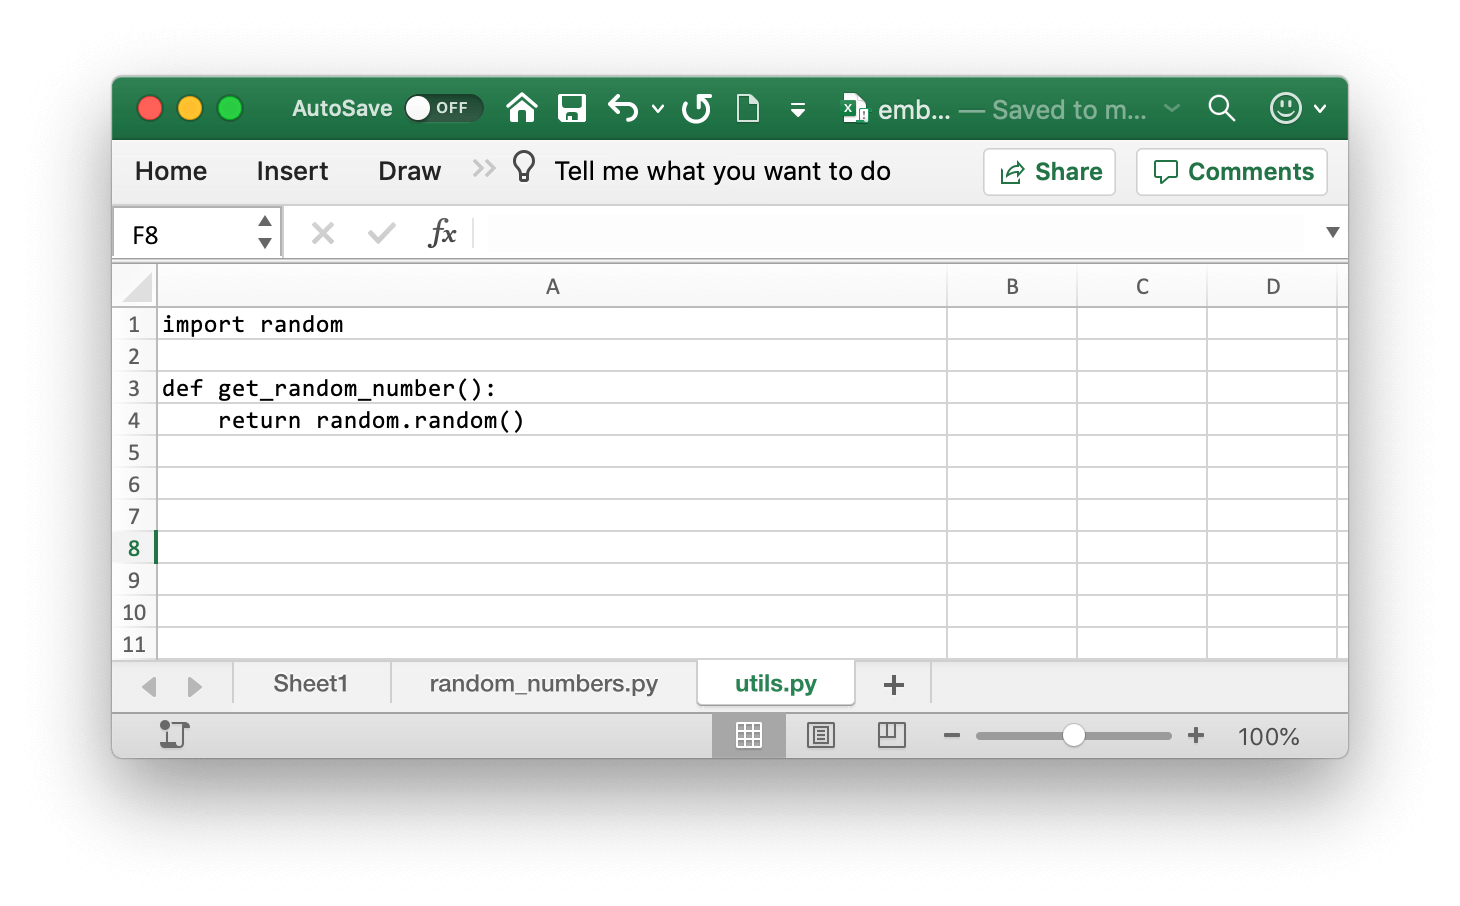 AutoSave OFF emb... — Saved to m...
Home Insert Draw >> Tell me what you want to do Share Comments
F8 fx
A B C D
1 import random
2
3 def get_random_number():
4     return random.random()
5
6
7
8
9
10
11
Sheet1 random_numbers.py utils.py +
100%